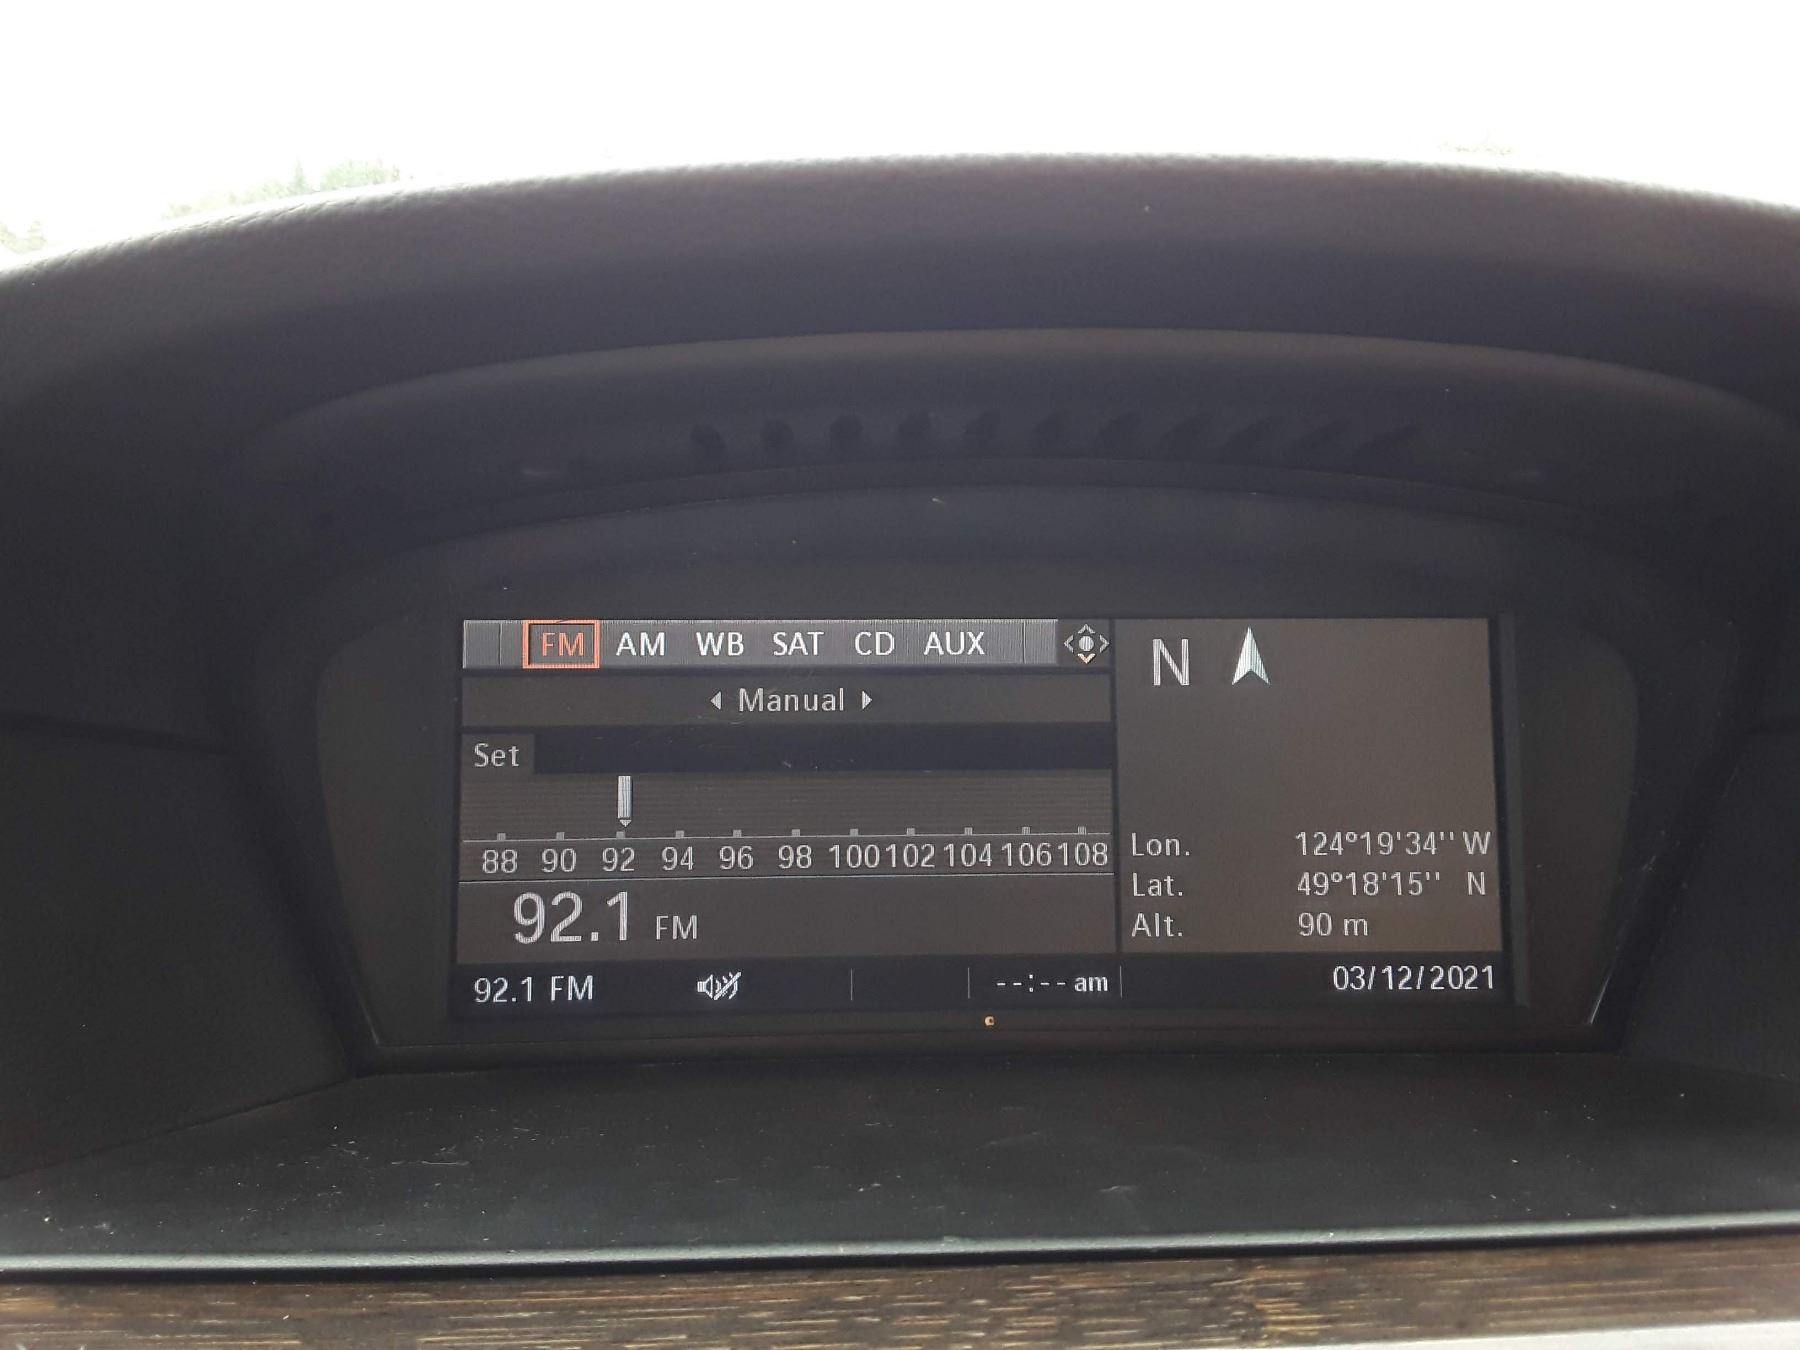 FM AM WB SAT CD AUX
Manual
Set
88 90 92 94 96 98 100 102 104 106 108
92.1 FM
92.1 FM --:-- am
N
Lon. 124°19'34'' W
Lat. 49°18'15'' N
Alt. 90 m
03/12/2021